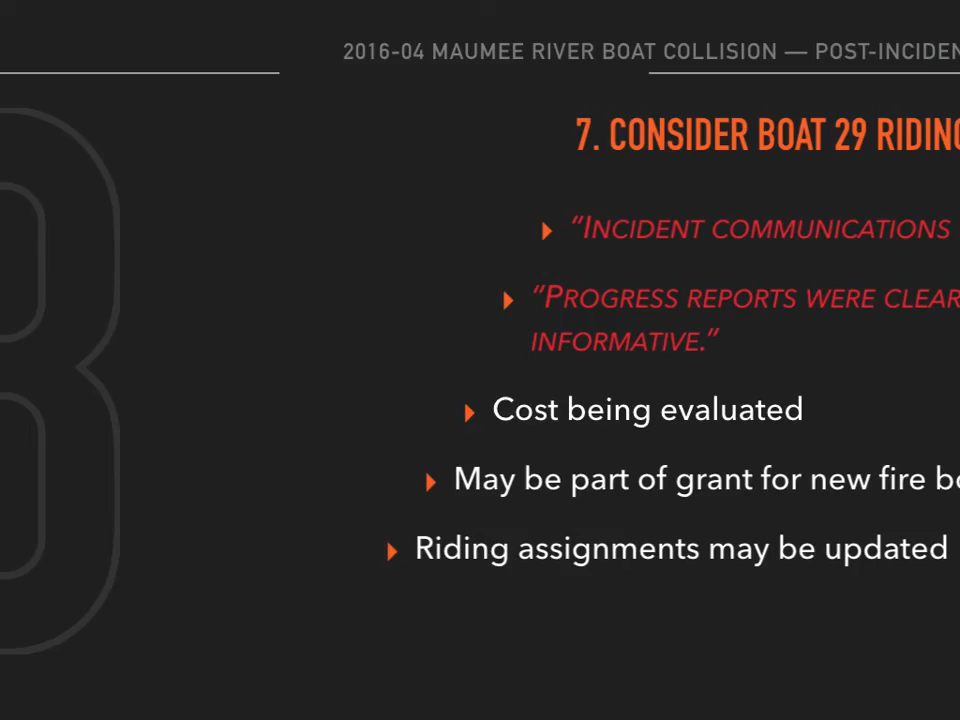 2016-04 MAUMEE RIVER BOAT COLLISION — POST-INCIDEN
7. CONSIDER BOAT 29 RIDING
“INCIDENT COMMUNICATIONS
“PROGRESS REPORTS WERE CLEAR
INFORMATIVE.”
Cost being evaluated
May be part of grant for new fire bo
Riding assignments may be updated